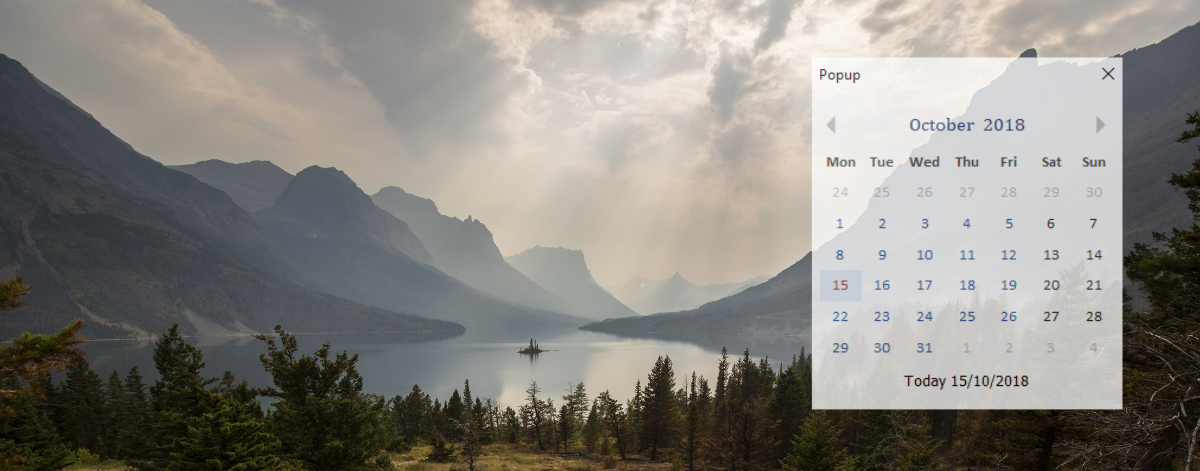 Popup
October 2018
Mon Tue Wed Thu Fri Sat Sun
24 25 26 27 28 29 30
1 2 3 4 5 6 7
8 9 10 11 12 13 14
15 16 17 18 19 20 21
22 23 24 25 26 27 28
29 30 31 1 2 3 4
Today 15/10/2018